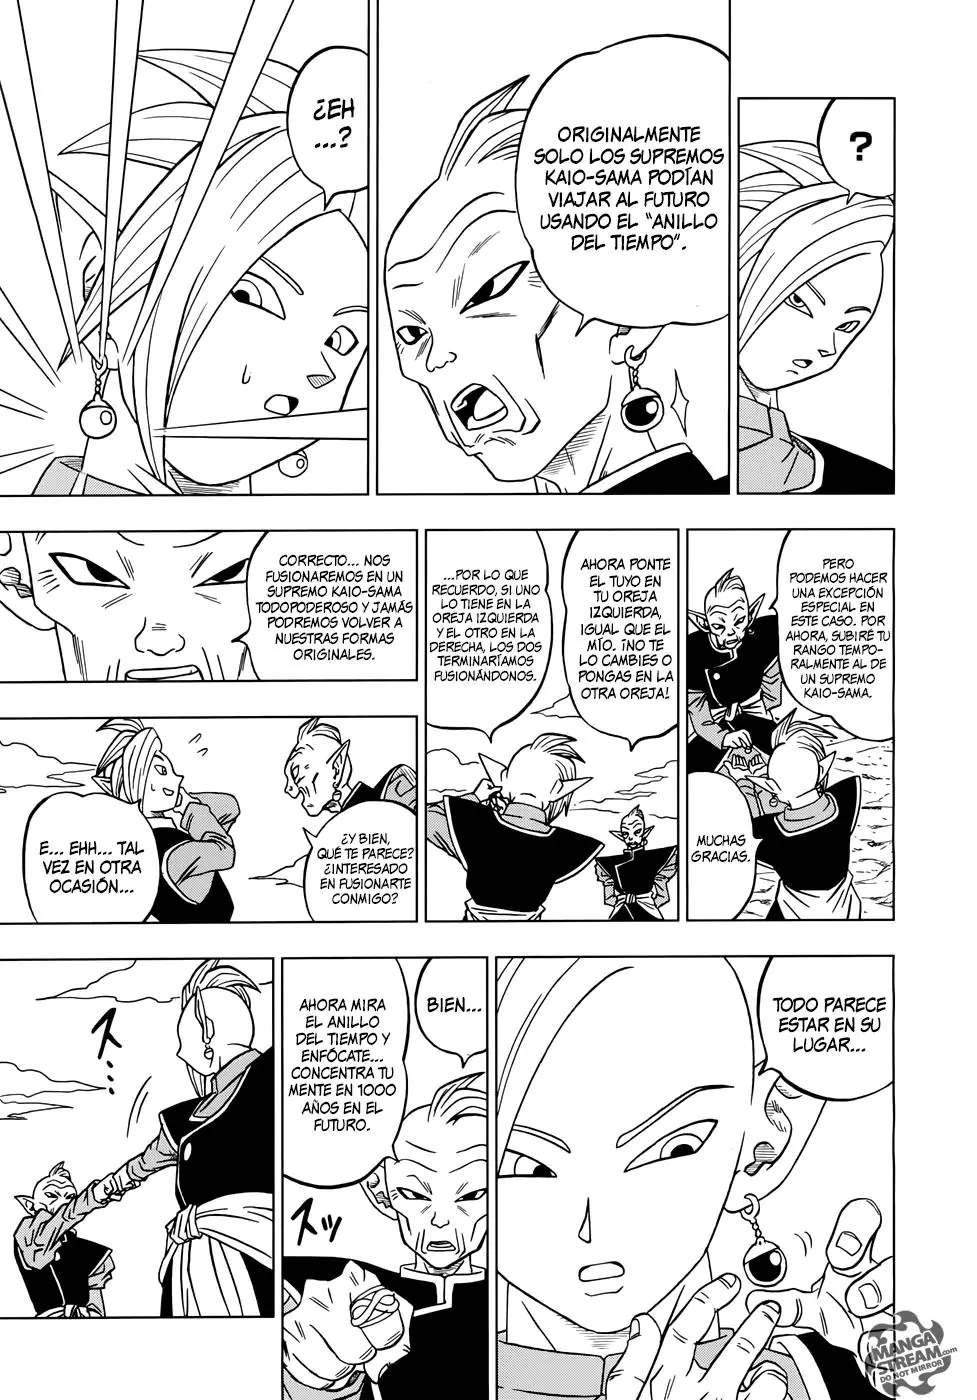 ?
ORIGINALMENTE
SOLO LOS SUPREMOS
KAIO-SAMA PODÍAN
VIAJAR AL FUTURO
USANDO EL "ANILLO
DEL TIEMPO".
¿EH
...?
PERO
PODEMOS HACER
UNA EXCEPCIÓN
ESPECIAL EN
ESTE CASO. POR
AHORA, SUBIRÉ TU
RANGO TEMPO-
RALMENTE AL DE
UN SUPREMO
KAIO-SAMA.
MUCHAS
GRACIAS.
AHORA PONTE
EL TUYO EN
TU OREJA
IZQUIERDA,
IGUAL QUE EL
MÍO. ¡NO TE
LO CAMBIES O
PONGAS EN LA
OTRA OREJA!
...POR LO QUE
RECUERDO, SI UNO
LO TIENE EN LA
OREJA IZQUIERDA
Y EL OTRO EN LA
DERECHA, LOS DOS
TERMINARÍAMOS
FUSIONÁNDONOS.
CORRECTO... NOS
FUSIONAREMOS EN UN
SUPREMO KAIO-SAMA
TODOPODEROSO Y JAMÁS
PODREMOS VOLVER A
NUESTRAS FORMAS
ORIGINALES.
¿Y BIEN,
QUÉ TE PARECE?
¿INTERESADO
EN FUSIONARTE
CONMIGO?
E... EHH... TAL
VEZ EN OTRA
OCASIÓN...
TODO PARECE
ESTAR EN SU
LUGAR...
BIEN...
AHORA MIRA
EL ANILLO
DEL TIEMPO Y
ENFÓCATE...
CONCENTRA TU
MENTE EN 1000
AÑOS EN EL
FUTURO.
スッ
ス...
MANGA
STREAM.com
DO NOT MIRROR